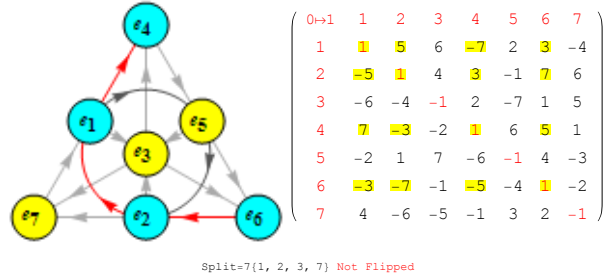 e4
e1
e5
e3
e7
e2
e6
0↦1 1 2 3 4 5 6 7
1 1 5 6 −7 2 3 −4
2 −5 1 4 3 −1 7 6
3 −6 −4 −1 2 −7 1 5
4 7 −3 −2 1 6 5 1
5 −2 1 7 −6 −1 4 −3
6 −3 −7 −1 −5 −4 1 −2
7 4 −6 −5 −1 3 2 −1
Split=7{1, 2, 3, 7} Not Flipped